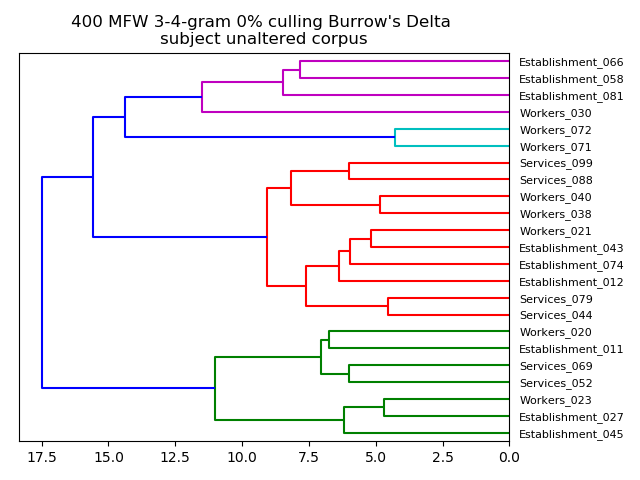 400 MFW 3-4-gram 0% culling Burrow's Delta
subject unaltered corpus
Establishment_066
Establishment_058
Establishment_081
Workers_030
Workers_072
Workers_071
Services_099
Services_088
Workers_040
Workers_038
Workers_021
Establishment_043
Establishment_074
Establishment_012
Services_079
Services_044
Workers_020
Establishment_011
Services_069
Services_052
Workers_023
Establishment_027
Establishment_045
17.5 15.0 12.5 10.0 7.5 5.0 2.5 0.0